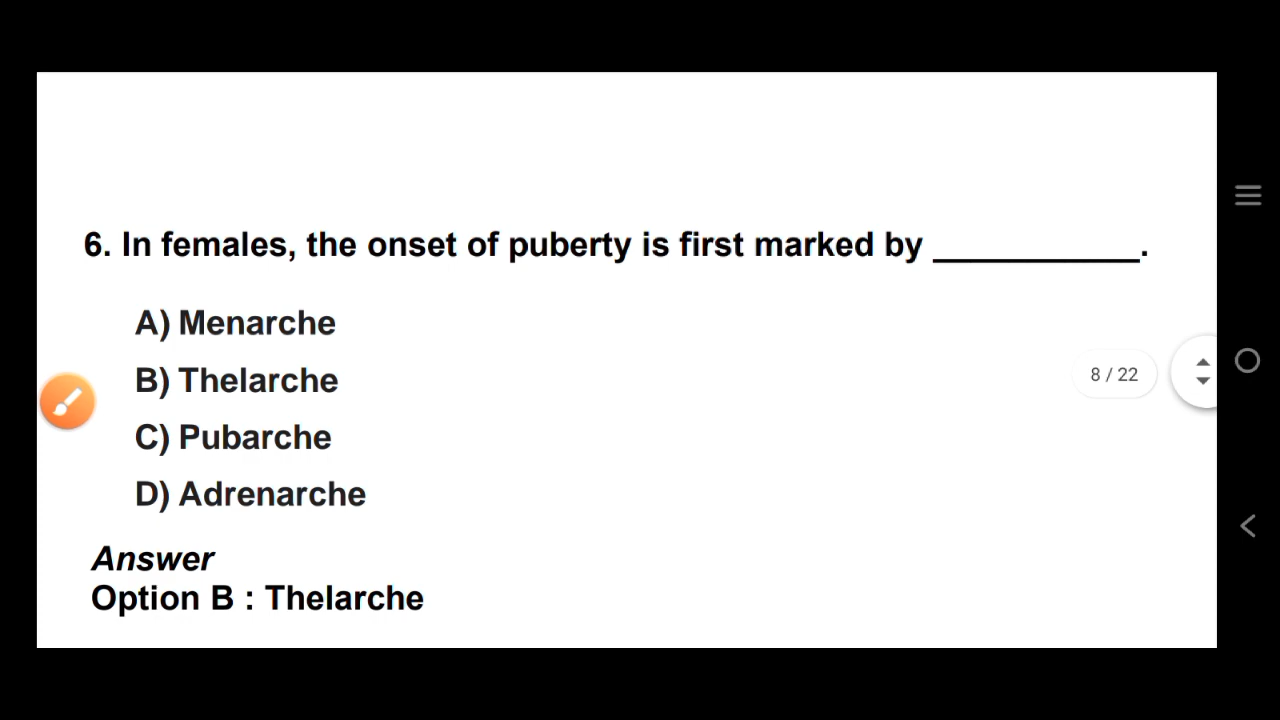 6. In females, the onset of puberty is first marked by ___________.
A) Menarche
B) Thelarche
8 / 22
C) Pubarche
D) Adrenarche
Answer
Option B : Thelarche